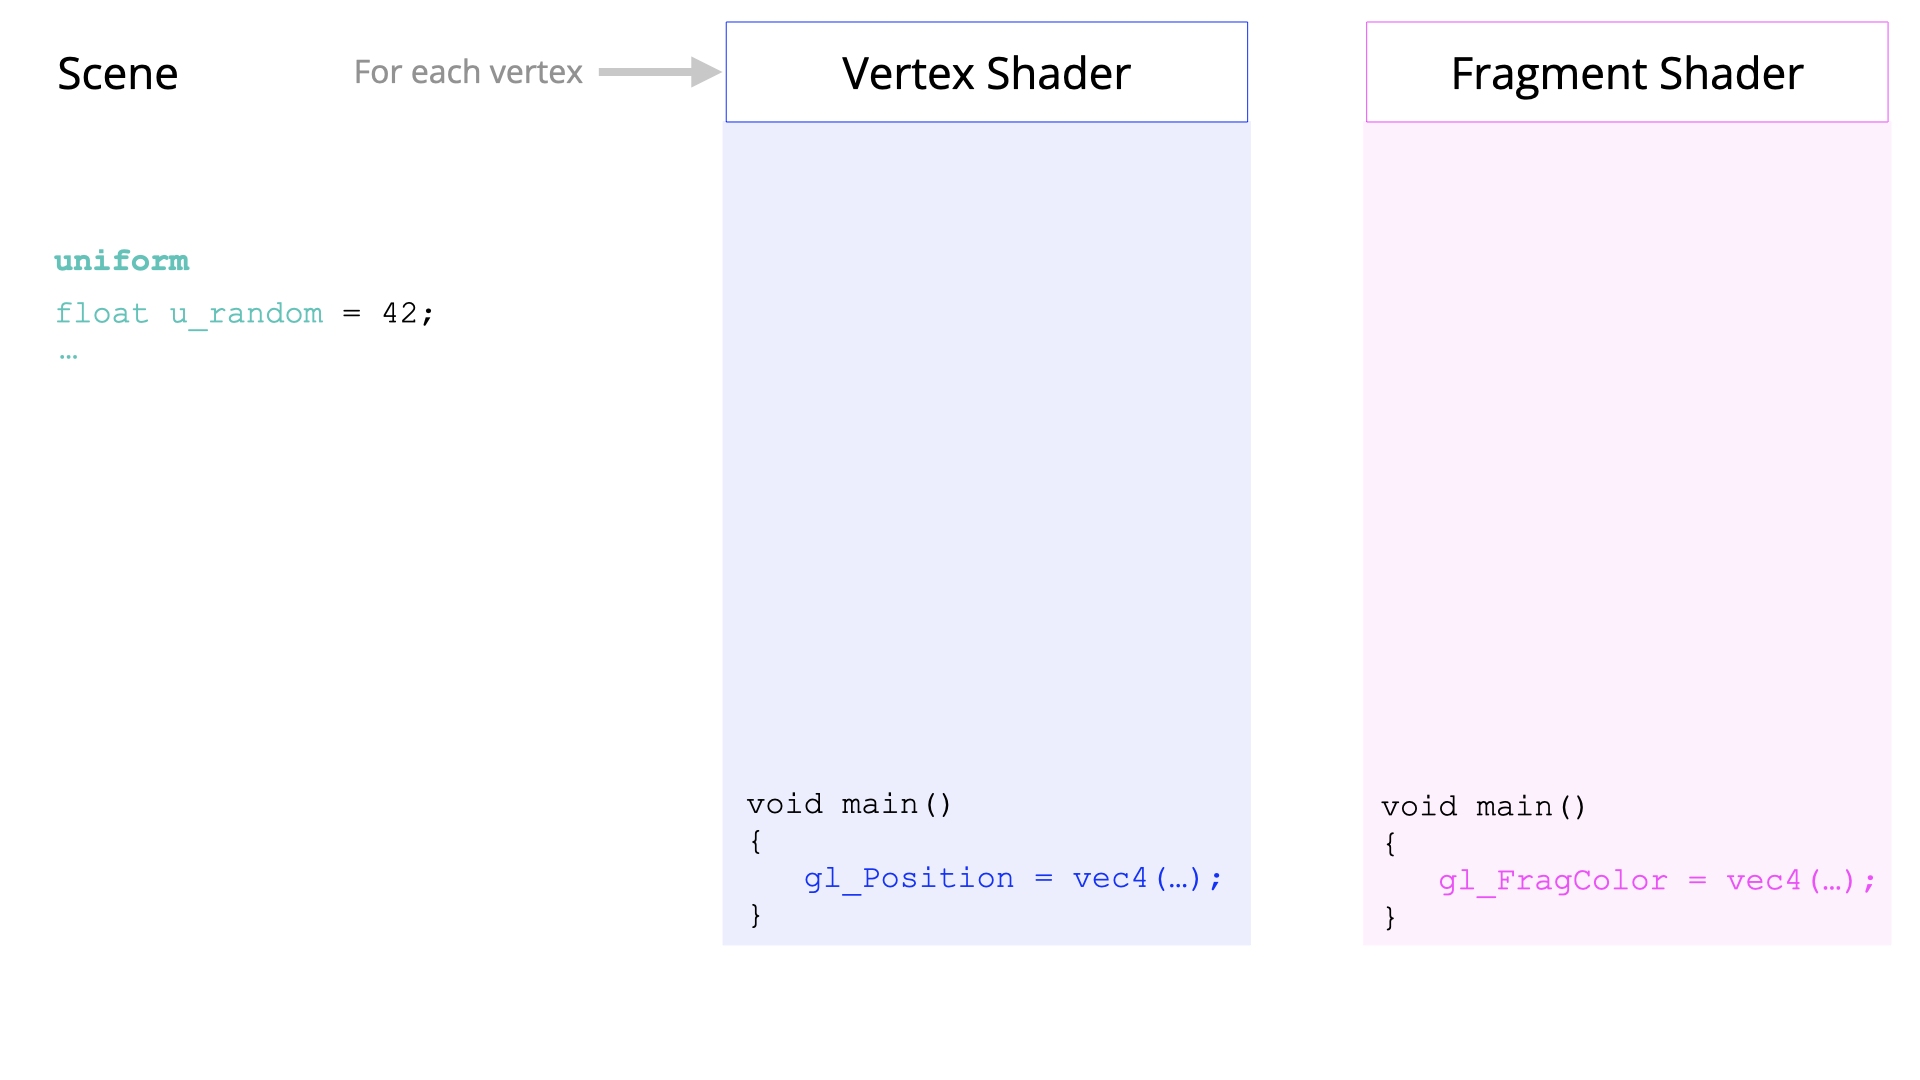 Scene
For each vertex
Vertex Shader
Fragment Shader
uniform
float u_random = 42;
…
void main()
{
gl_Position = vec4(…);
}
void main()
{
gl_FragColor = vec4(…);
}